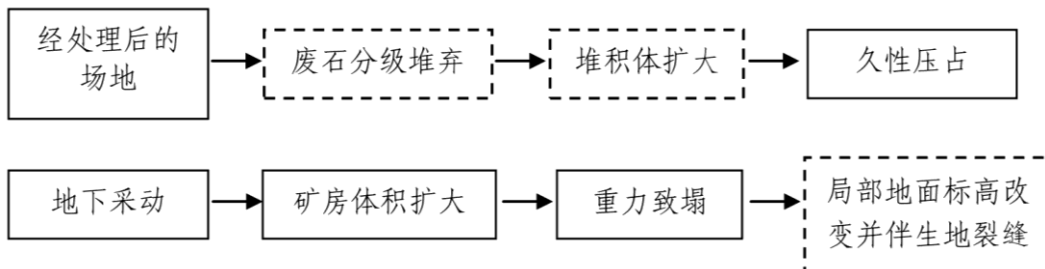 经处理后的
场地
废石分级堆弃
堆积体扩大
久性压占
地下采动
矿房体积扩大
重力致塌
局部地面标高改
变并伴生地裂缝